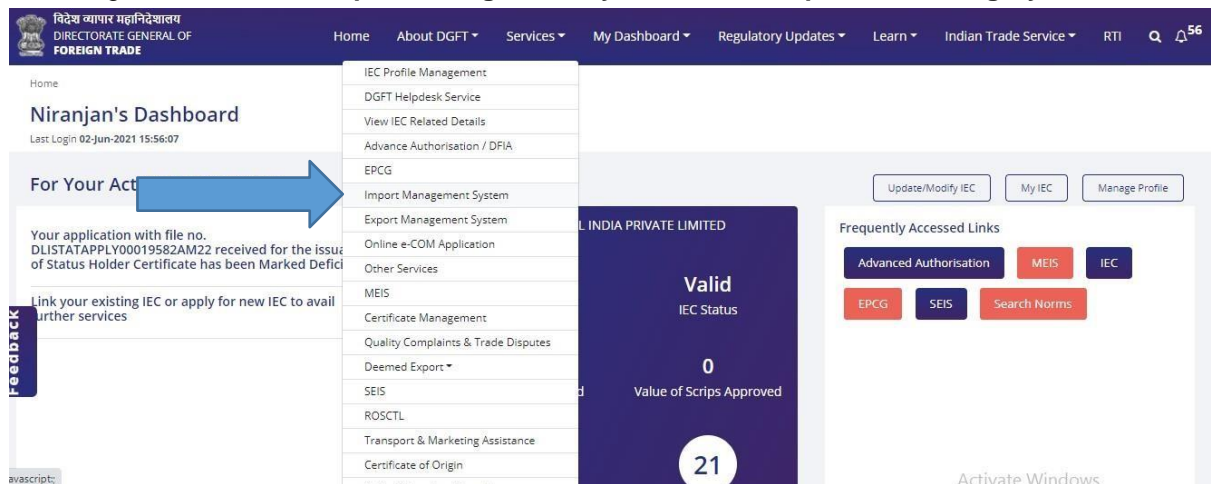 विदेश व्यापार महानिदेशालय
DIRECTORATE GENERAL OF
FOREIGN TRADE
Home About DGFT Services My Dashboard Regulatory Updates Learn Indian Trade Service RTI 56
Home
Niranjan's Dashboard
Last Login 02-Jun-2021 15:56:07
For Your Act
Your application with file no.
DLISTATAPPLY00019582AM22 received for the issua
of Status Holder Certificate has been Marked Defici
Link your existing IEC or apply for new IEC to avail
further services
Feedback
IEC Profile Management
DGFT Helpdesk Service
View IEC Related Details
Advance Authorisation / DFIA
EPCG
Import Management System
Export Management System
Online e-COM Application
Other Services
MEIS
Certificate Management
Quality Complaints & Trade Disputes
Deemed Export
SEIS
ROSCTL
Transport & Marketing Assistance
Certificate of Origin
L INDIA PRIVATE LIMITED
Valid
IEC Status
0
d Value of Scrips Approved
21
Update/Modify IEC My IEC Manage Profile
Frequently Accessed Links
Advanced Authorisation MEIS IEC
EPCG SEIS Search Norms
Activate Windows
avascript:;